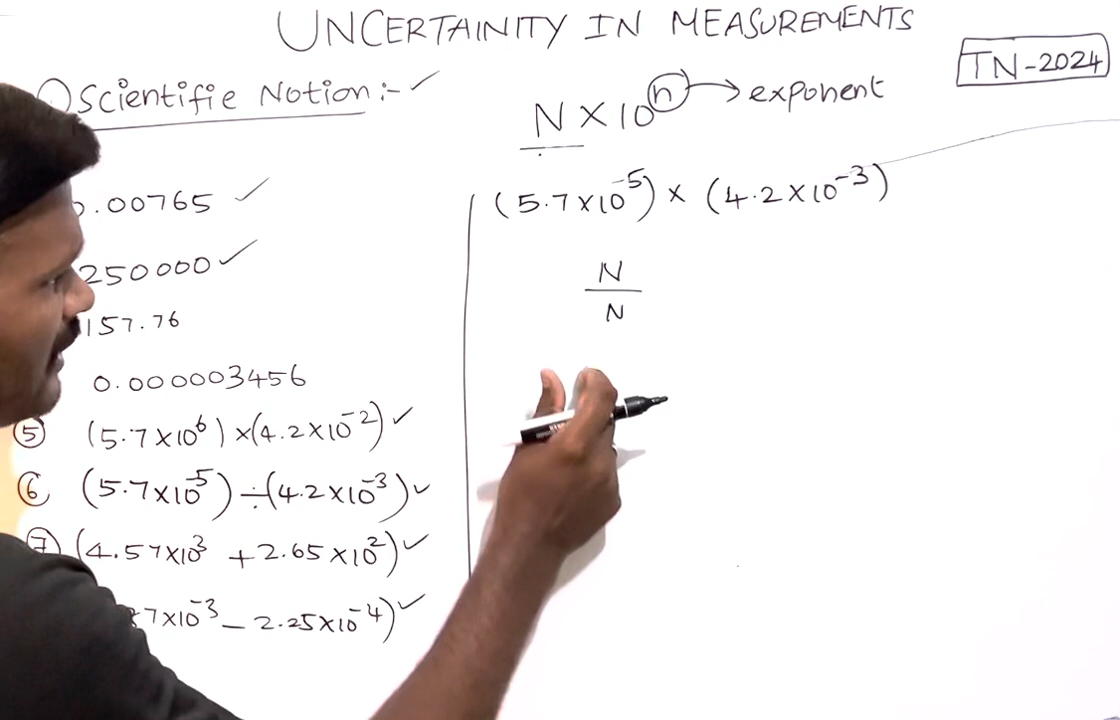 UNCERTAINITY IN MEASUREMENTS
TN-2024
Scientific Notion :- ✓
N × 10ⁿ → exponent
0.00765 ✓
250000 ✓
157.76
0.000003456
⑤ (5.7×10⁶) ×(4.2×10⁻²) ✓
⑥ (5.7×10⁻⁵) ÷(4.2×10⁻³) ✓
⑦ (4.57×10³ +2.65×10²) ✓
7×10⁻³ – 2.25×10⁻⁴) ✓
(5.7×10⁻⁵) × (4.2×10⁻³)
N
N